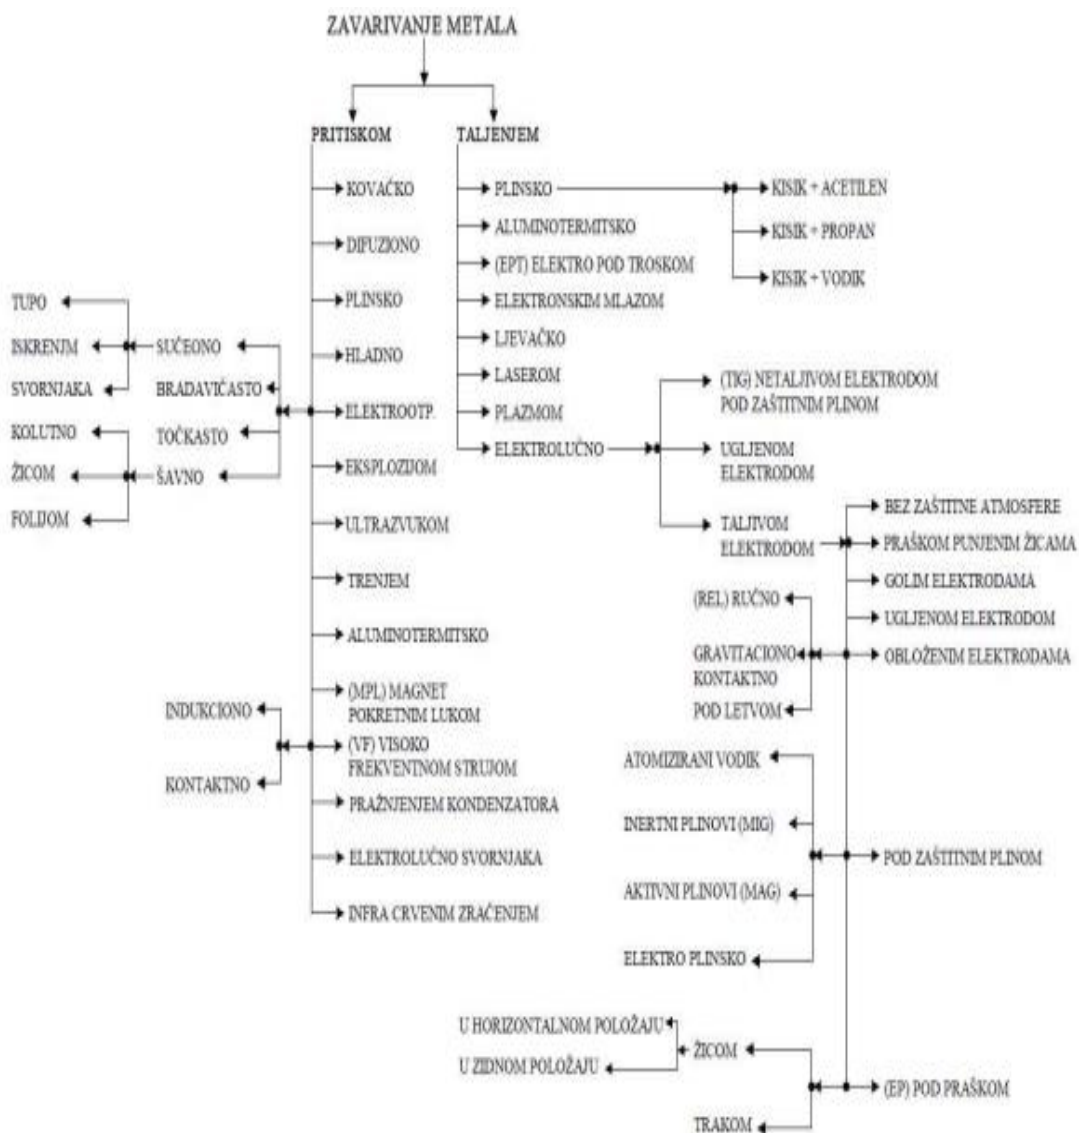 ZAVARIVANJE METALA
PRITISKOM
TALJENJEM
KOVAČKO
DIFUZIONO
PLINSKO
HLADNO
ELEKTROOTP.
EKSPLOZIJOM
ULTRAZVUKOM
TRENJEM
ALUMINOTERMITSKO
(MPL) MAGNET
POKRETNIM LUKOM
(VF) VISOKO
FREKVENTNOM STRUJOM
PRAŽNJENJEM KONDENZATORA
ELEKTROLUČNO SVORNJAKA
INFRA CRVENIM ZRAČENJEM
SUČEONO
BRADAVIČASTO
TOČKASTO
ŠAVNO
TUPO
ISKRENJM
SVORNJAKA
KOLUTNO
ŽICOM
FOLIJOM
INDUKCIONO
KONTAKTNO
PLINSKO
ALUMINOTERMITSKO
(EPT) ELEKTRO POD TROSKOM
ELEKTRONSKIM MLAZOM
LJEVAČKO
LASEROM
PLAZMOM
ELEKTROLUČNO
KISIK + ACETILEN
KISIK + PROPAN
KISIK + VODIK
(TIG) NETALJIVOM ELEKTRODOM
POD ZAŠTITNIM PLINOM
UGLJENOM
ELEKTRODOM
TALJIVOM
ELEKTRODOM
BEZ ZAŠTITNE ATMOSFERE
PRAŠKOM PUNJENIM ŽICAMA
GOLIM ELEKTRODAMA
UGLJENOM ELEKTRODOM
OBLOŽENIM ELEKTRODAMA
(REL) RUČNO
GRAVITACIONO
KONTAKTNO
POD LETVOM
POD ZAŠTITNIM PLINOM
ATOMIZIRANI VODIK
INERTNI PLINOVI (MIG)
AKTIVNI PLINOVI (MAG)
ELEKTRO PLINSKO
(EP) POD PRAŠKOM
ŽICOM
TRAKOM
U HORIZONTALNOM POLOŽAJU
U ZIDNOM POLOŽAJU